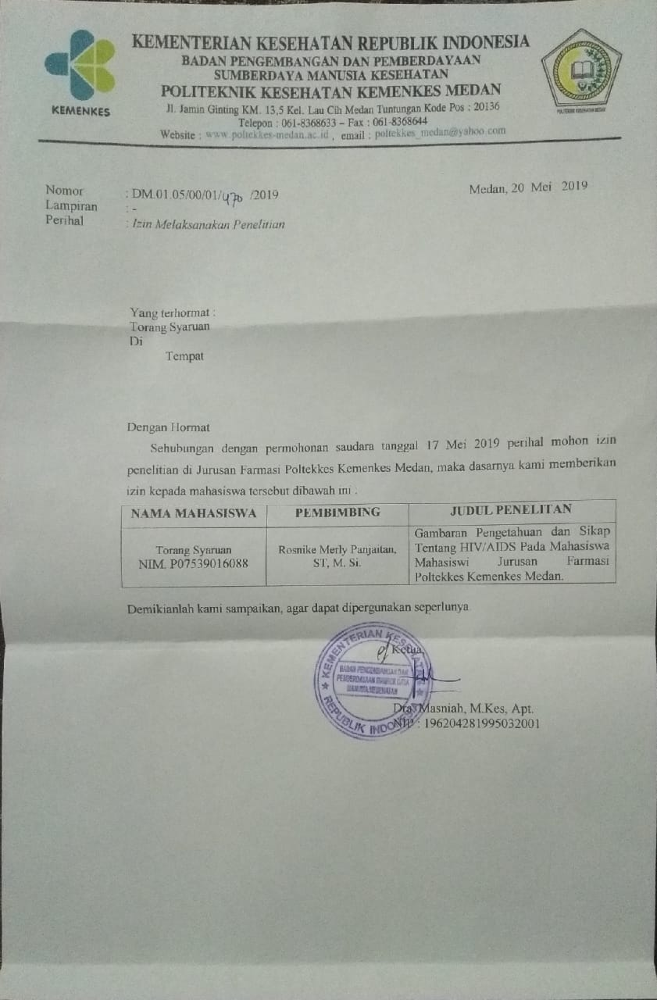 KEMENTERIAN KESEHATAN REPUBLIK INDONESIA
BADAN PENGEMBANGAN DAN PEMBERDAYAAN
SUMBERDAYA MANUSIA KESEHATAN
POLITEKNIK KESEHATAN KEMENKES MEDAN
Jl. Jamin Ginting KM. 13,5 Kel. Lau Cih Medan Tuntungan Kode Pos : 20136
Telepon : 061-8368633 – Fax : 061-8368644
Website : www.poltekkes-medan.ac.id , email : poltekkes_medan@yahoo.com
KEMENKES
POLITEKNIK KESEHATAN MEDAN
Medan, 20 Mei 2019
Nomor : DM.01.05/00/01/470 /2019
Lampiran : -
Perihal : Izin Melaksanakan Penelitian
Yang terhormat :
Torang Syaruan
Di
Tempat
Dengan Hormat
Sehubungan dengan permohonan saudara tanggal 17 Mei 2019 perihal mohon izin
penelitian di Jurusan Farmasi Poltekkes Kemenkes Medan, maka dasarnya kami memberikan
izin kepada mahasiswa tersebut dibawah ini :
NAMA MAHASISWA PEMBIMBING JUDUL PENELITAN
Torang Syaruan
NIM. P07539016088
Rosnike Merly Panjaitan,
ST, M. Si.
Gambaran Pengetahuan dan Sikap
Tentang HIV/AIDS Pada Mahasiswa
Mahasiswi Jurusan Farmasi
Poltekkes Kemenkes Medan.
Demikianlah kami sampaikan, agar dapat dipergunakan seperlunya
Ketua,
KEMENTERIAN KESEHATAN
BADAN PENGEMBANGAN DAN
PEMBERDAYAAN SUMBER DAYA
MANUSIA KESEHATAN
REPUBLIK INDONESIA
Dra. Masniah, M.Kes, Apt.
NIP : 196204281995032001